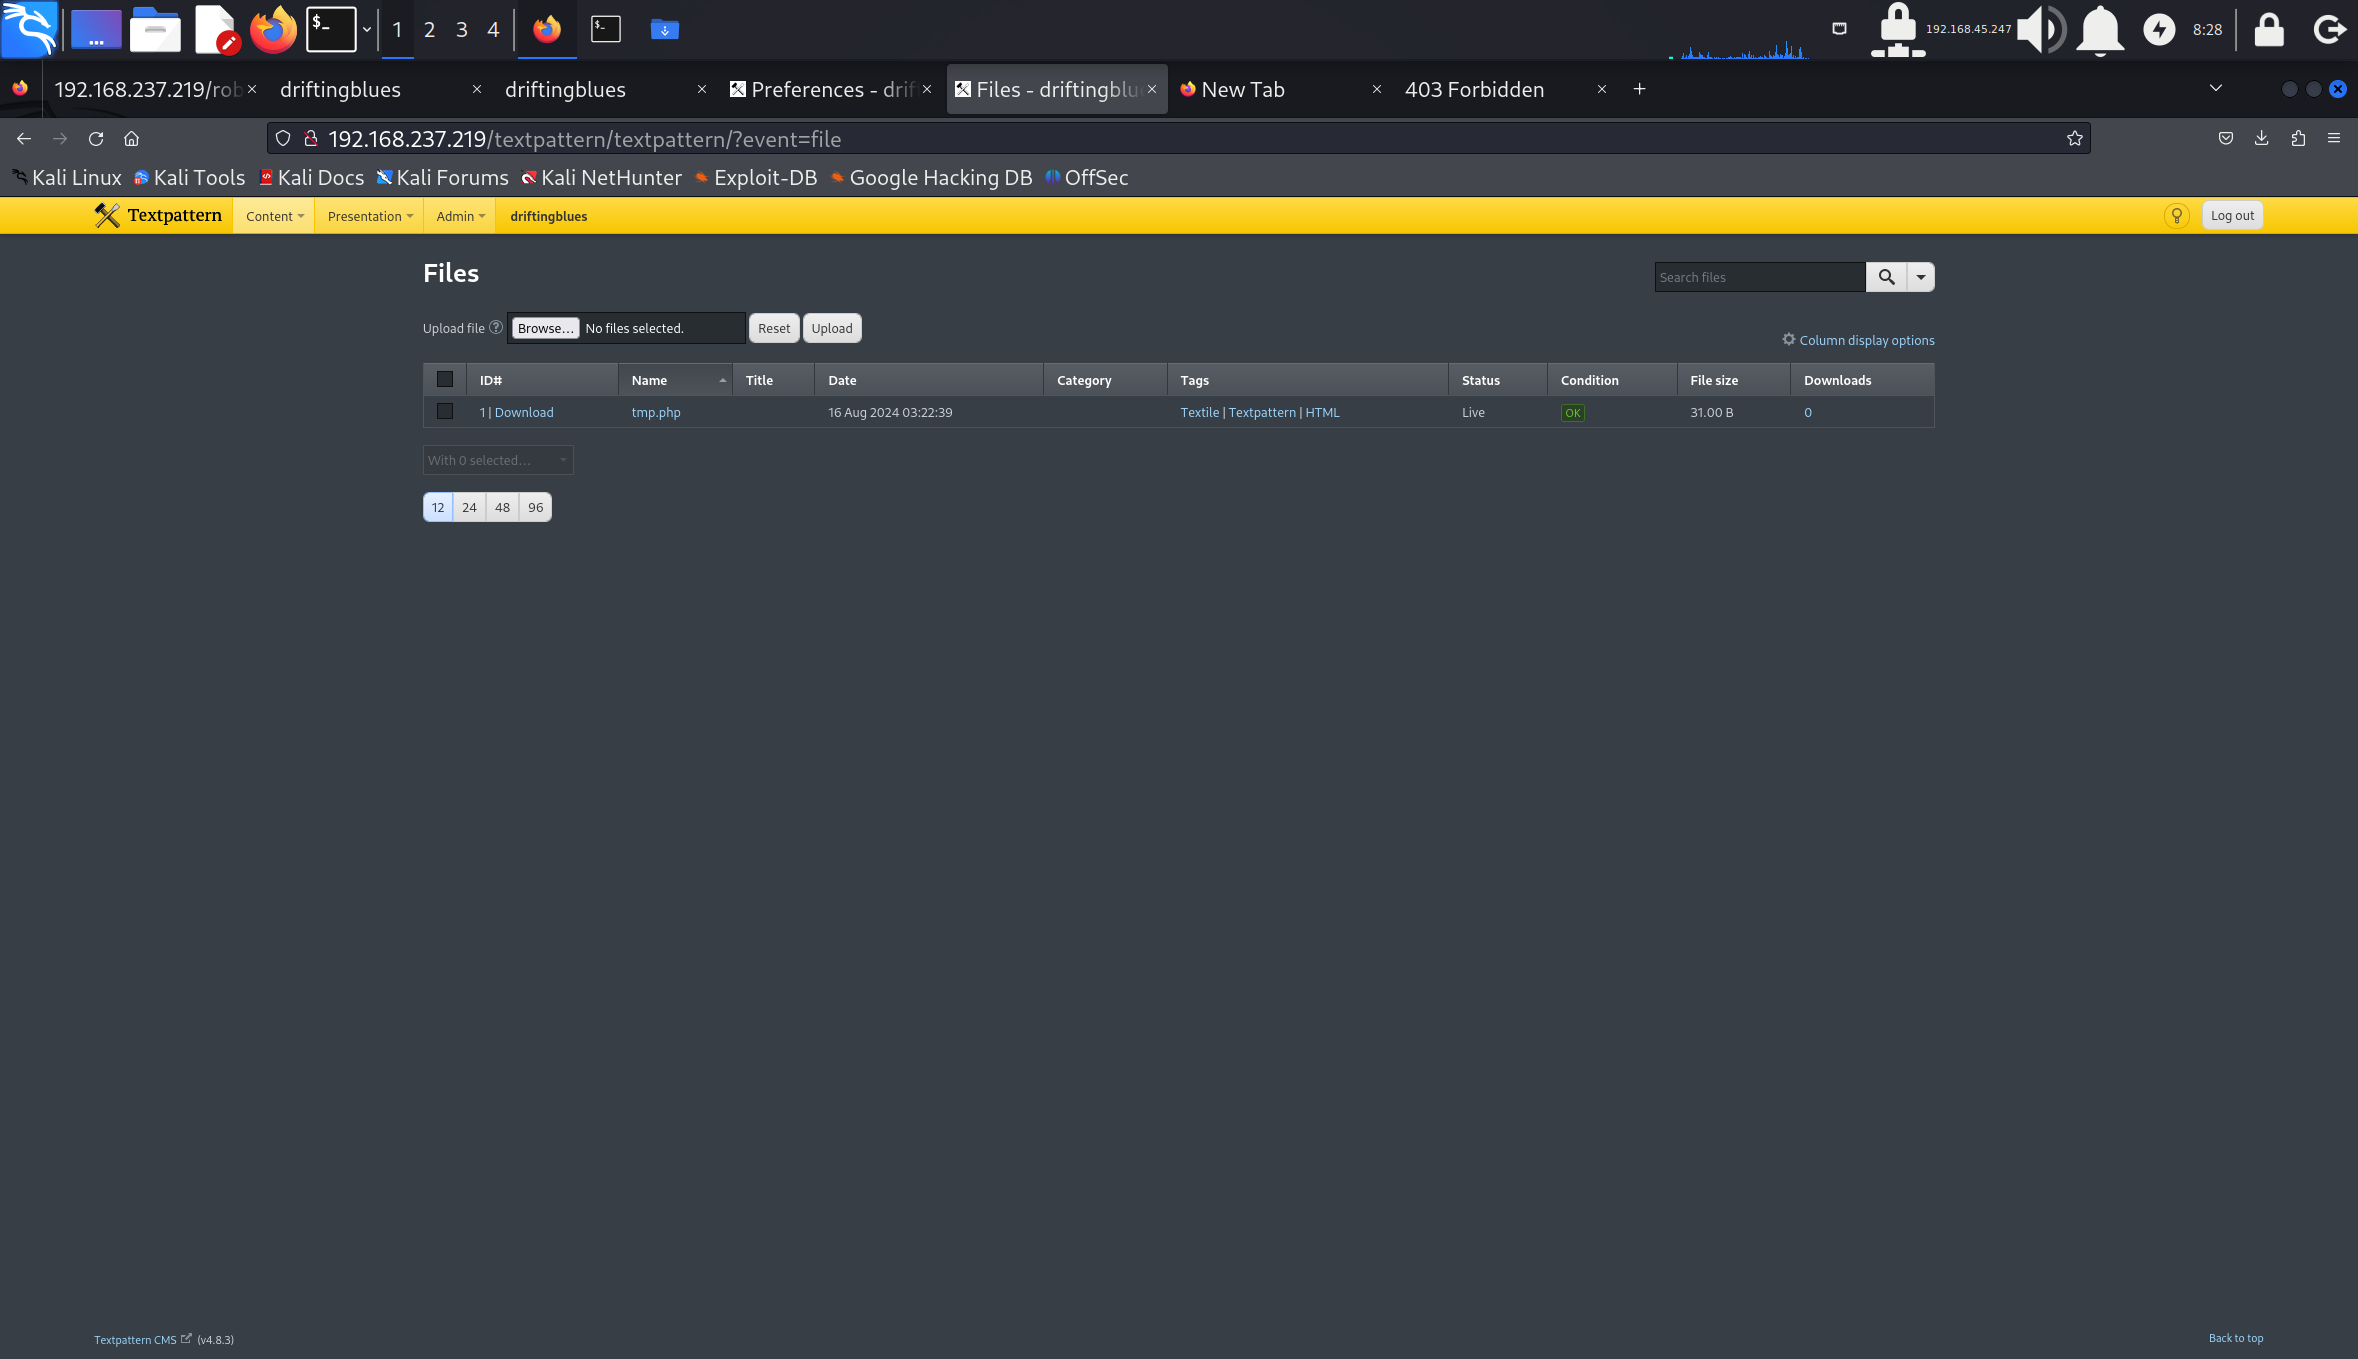 $-
1 2 3 4
$-
192.168.45.247
8:28
192.168.237.219/rob
driftingblues
driftingblues
Preferences - drif
Files - driftingblu
New Tab
403 Forbidden
192.168.237.219/textpattern/textpattern/?event=file
Kali Linux Kali Tools Kali Docs Kali Forums Kali NetHunter Exploit-DB Google Hacking DB OffSec
Textpattern Content Presentation Admin driftingblues Log out
Files
Search files
Upload file ? Browse... No files selected. Reset Upload
Column display options
ID# Name Title Date Category Tags Status Condition File size Downloads
1 | Download tmp.php 16 Aug 2024 03:22:39 Textile | Textpattern | HTML Live OK 31.00 B 0
With 0 selected...
12 24 48 96
Textpattern CMS (v4.8.3)
Back to top